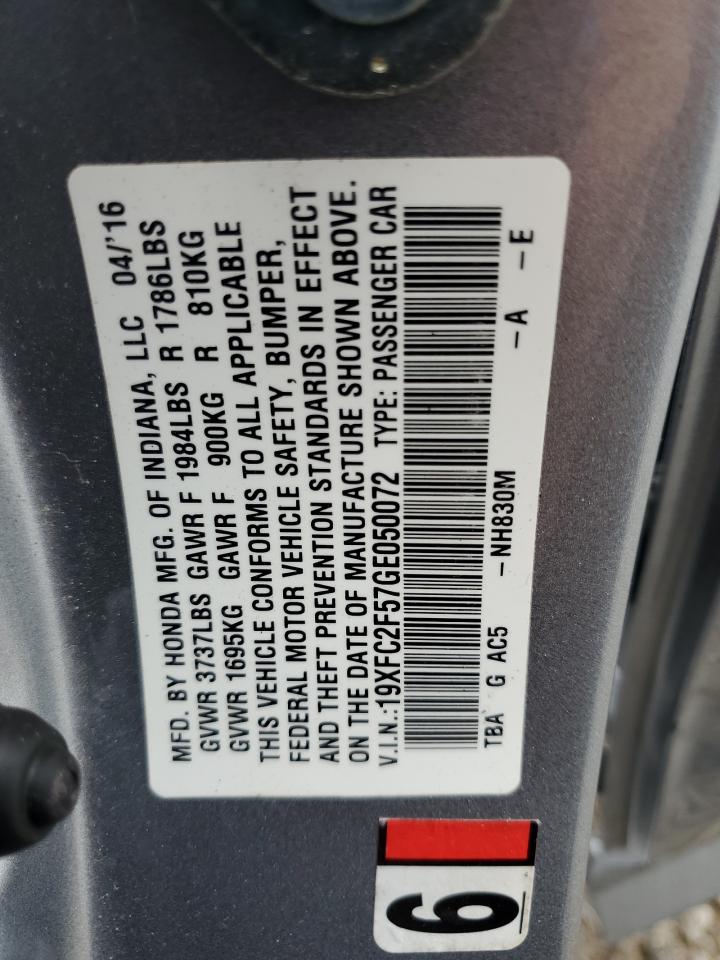 MFD. BY HONDA MFG. OF INDIANA, LLC 04/'16
GVWR 3737LBS GAWR F 1984LBS R 1786LBS
GVWR 1695KG GAWR F 900KG R 810KG
THIS VEHICLE CONFORMS TO ALL APPLICABLE
FEDERAL MOTOR VEHICLE SAFETY, BUMPER,
AND THEFT PREVENTION STANDARDS IN EFFECT
ON THE DATE OF MANUFACTURE SHOWN ABOVE.
V.I.N.:19XFC2F57GE050072 TYPE: PASSENGER CAR
TBA G AC5 -NH830M -A -E
6